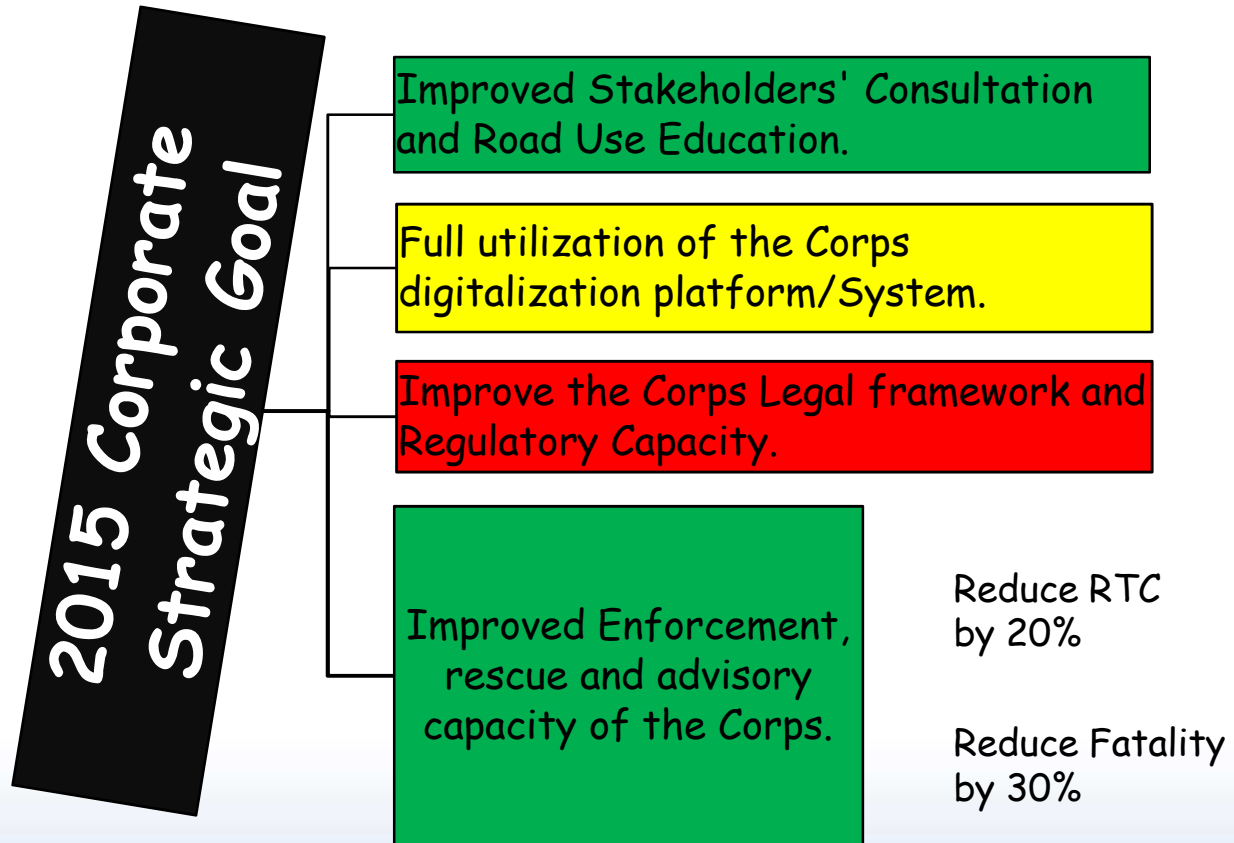 2015 Corporate
Strategic Goal
Improved Stakeholders' Consultation
and Road Use Education.
Full utilization of the Corps
digitalization platform/System.
Improve the Corps Legal framework and
Regulatory Capacity.
Improved Enforcement,
rescue and advisory
capacity of the Corps.
Reduce RTC
by 20%
Reduce Fatality
by 30%